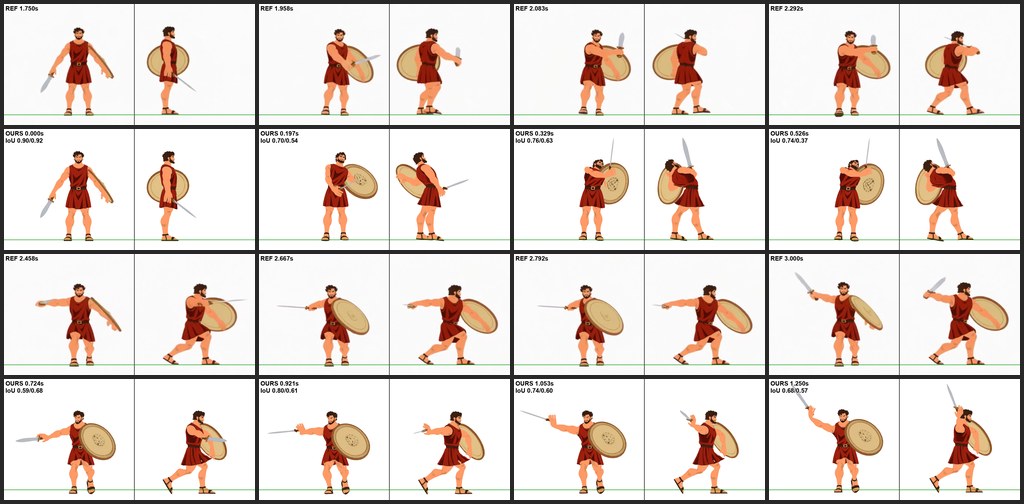 REF 1.750s
REF 1.958s
REF 2.083s
REF 2.292s
OURS 0.000s
IoU 0.90/0.92
OURS 0.197s
IoU 0.70/0.54
OURS 0.329s
IoU 0.76/0.63
OURS 0.526s
IoU 0.74/0.37
REF 2.458s
REF 2.667s
REF 2.792s
REF 3.000s
OURS 0.724s
IoU 0.59/0.68
OURS 0.921s
IoU 0.80/0.61
OURS 1.053s
IoU 0.74/0.60
OURS 1.250s
IoU 0.68/0.57